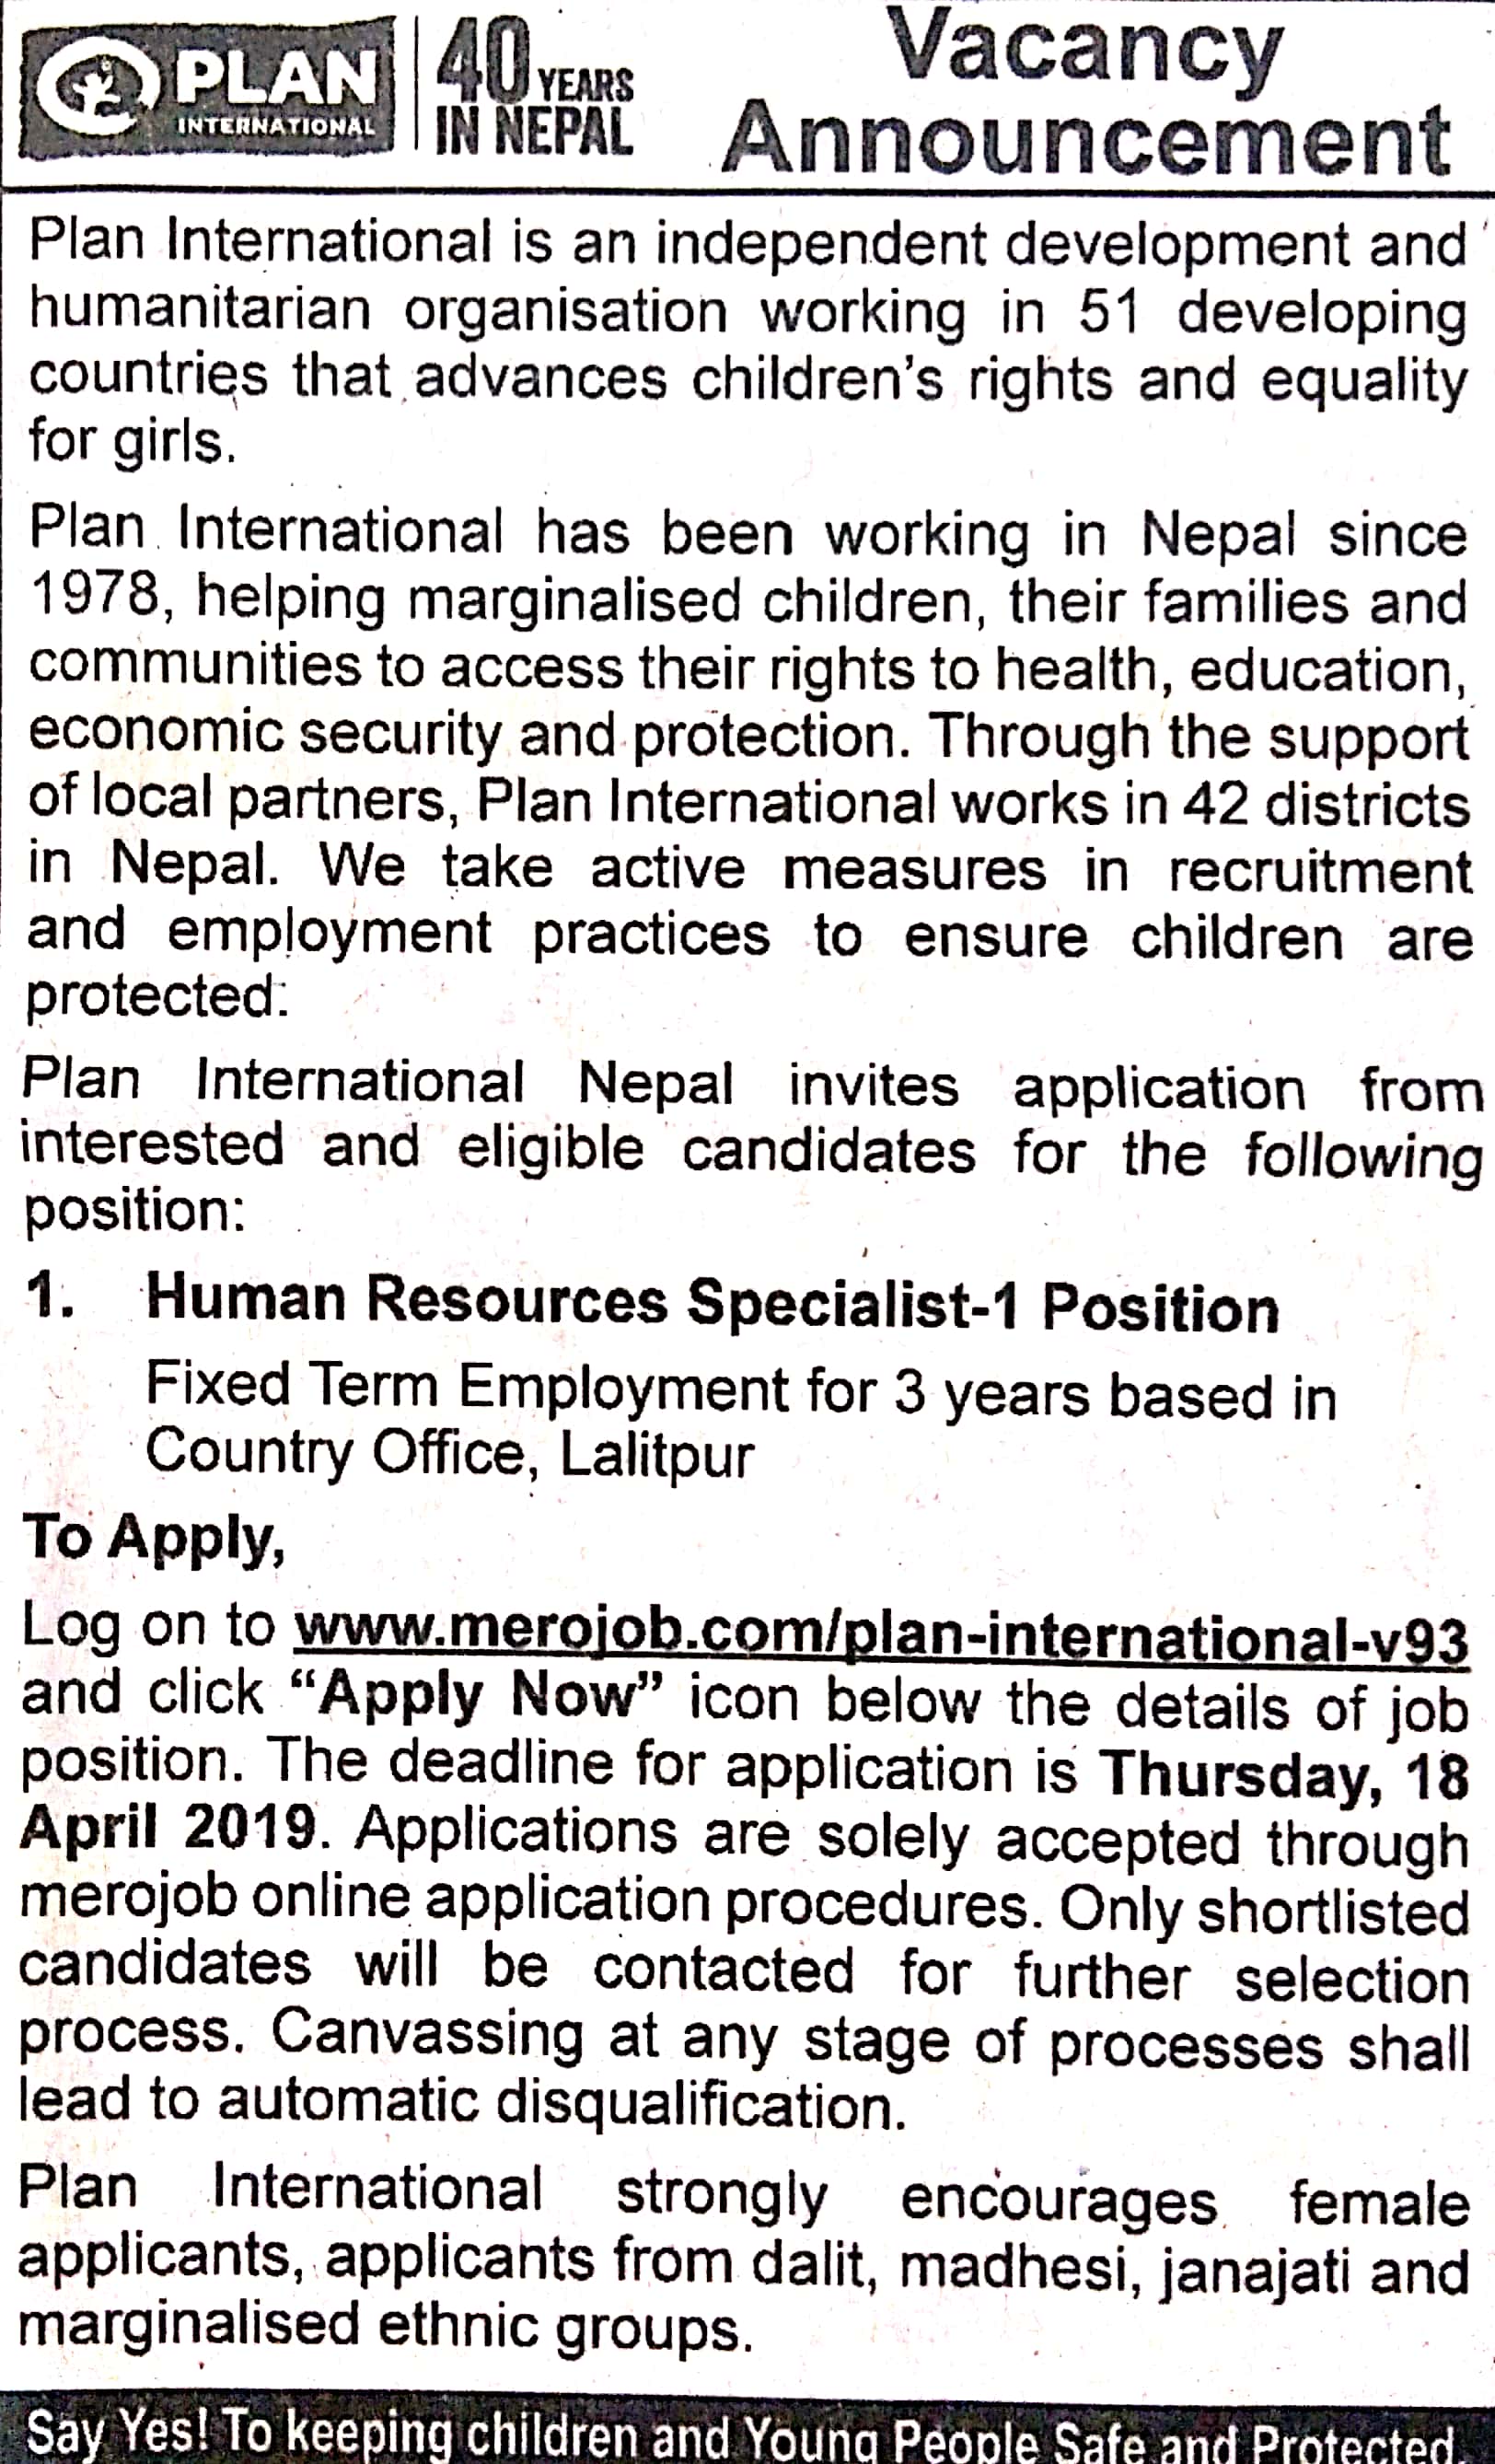 PLAN
INTERNATIONAL
40 YEARS
IN NEPAL
Vacancy
Announcement
Plan International is an independent development and
humanitarian organisation working in 51 developing
countries that advances children's rights and equality
for girls.
Plan International has been working in Nepal since
1978, helping marginalised children, their families and
communities to access their rights to health, education,
economic security and protection. Through the support
of local partners, Plan International works in 42 districts
in Nepal. We take active measures in recruitment
and employment practices to ensure children are
protected.
Plan International Nepal invites application from
interested and eligible candidates for the following
position:
1. Human Resources Specialist-1 Position
Fixed Term Employment for 3 years based in
Country Office, Lalitpur
To Apply,
Log on to www.merojob.com/plan-international-v93
and click “Apply Now” icon below the details of job
position. The deadline for application is Thursday, 18
April 2019. Applications are solely accepted through
merojob online application procedures. Only shortlisted
candidates will be contacted for further selection
process. Canvassing at any stage of processes shall
lead to automatic disqualification.
Plan International strongly encourages female
applicants, applicants from dalit, madhesi, janajati and
marginalised ethnic groups.
Say Yes! To keeping children and Young People Safe and Protected